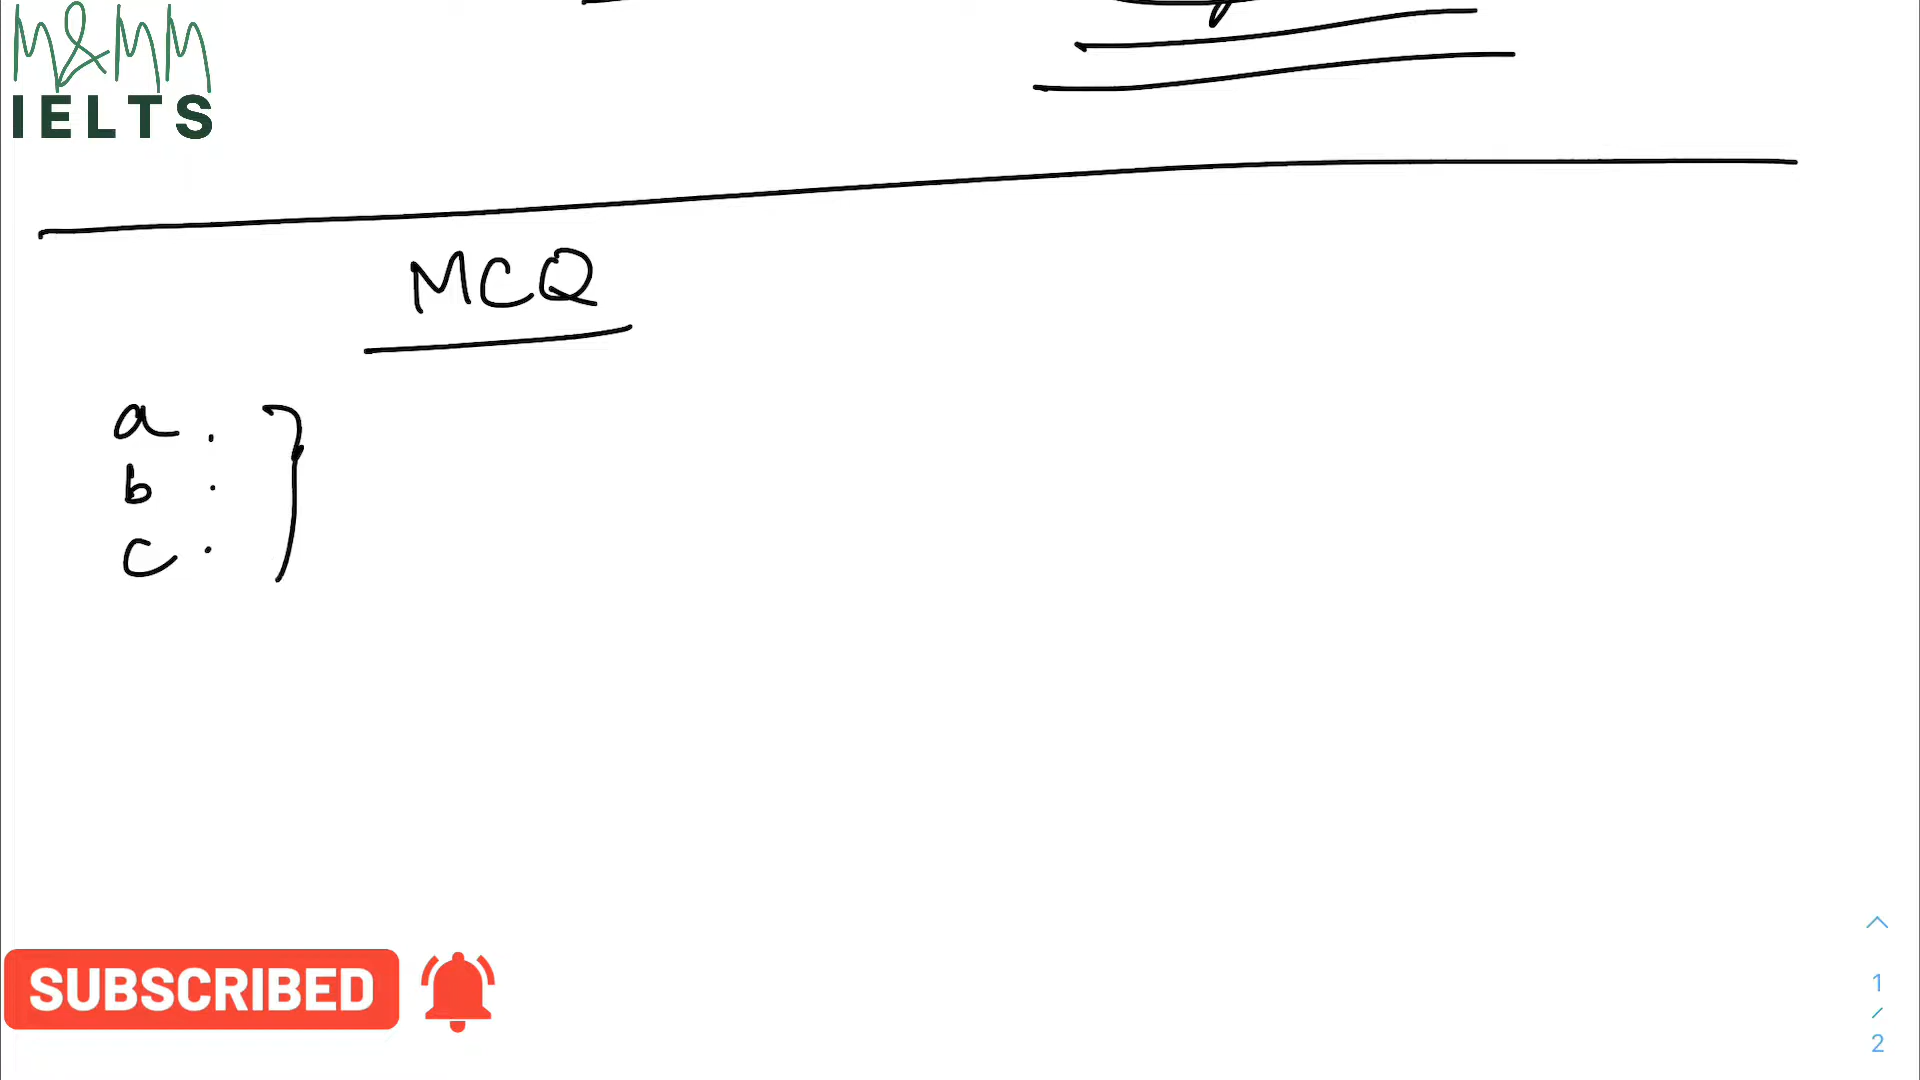 M&MM
IELTS
MCQ
a.
b.
c.
SUBSCRIBED
1
/
2